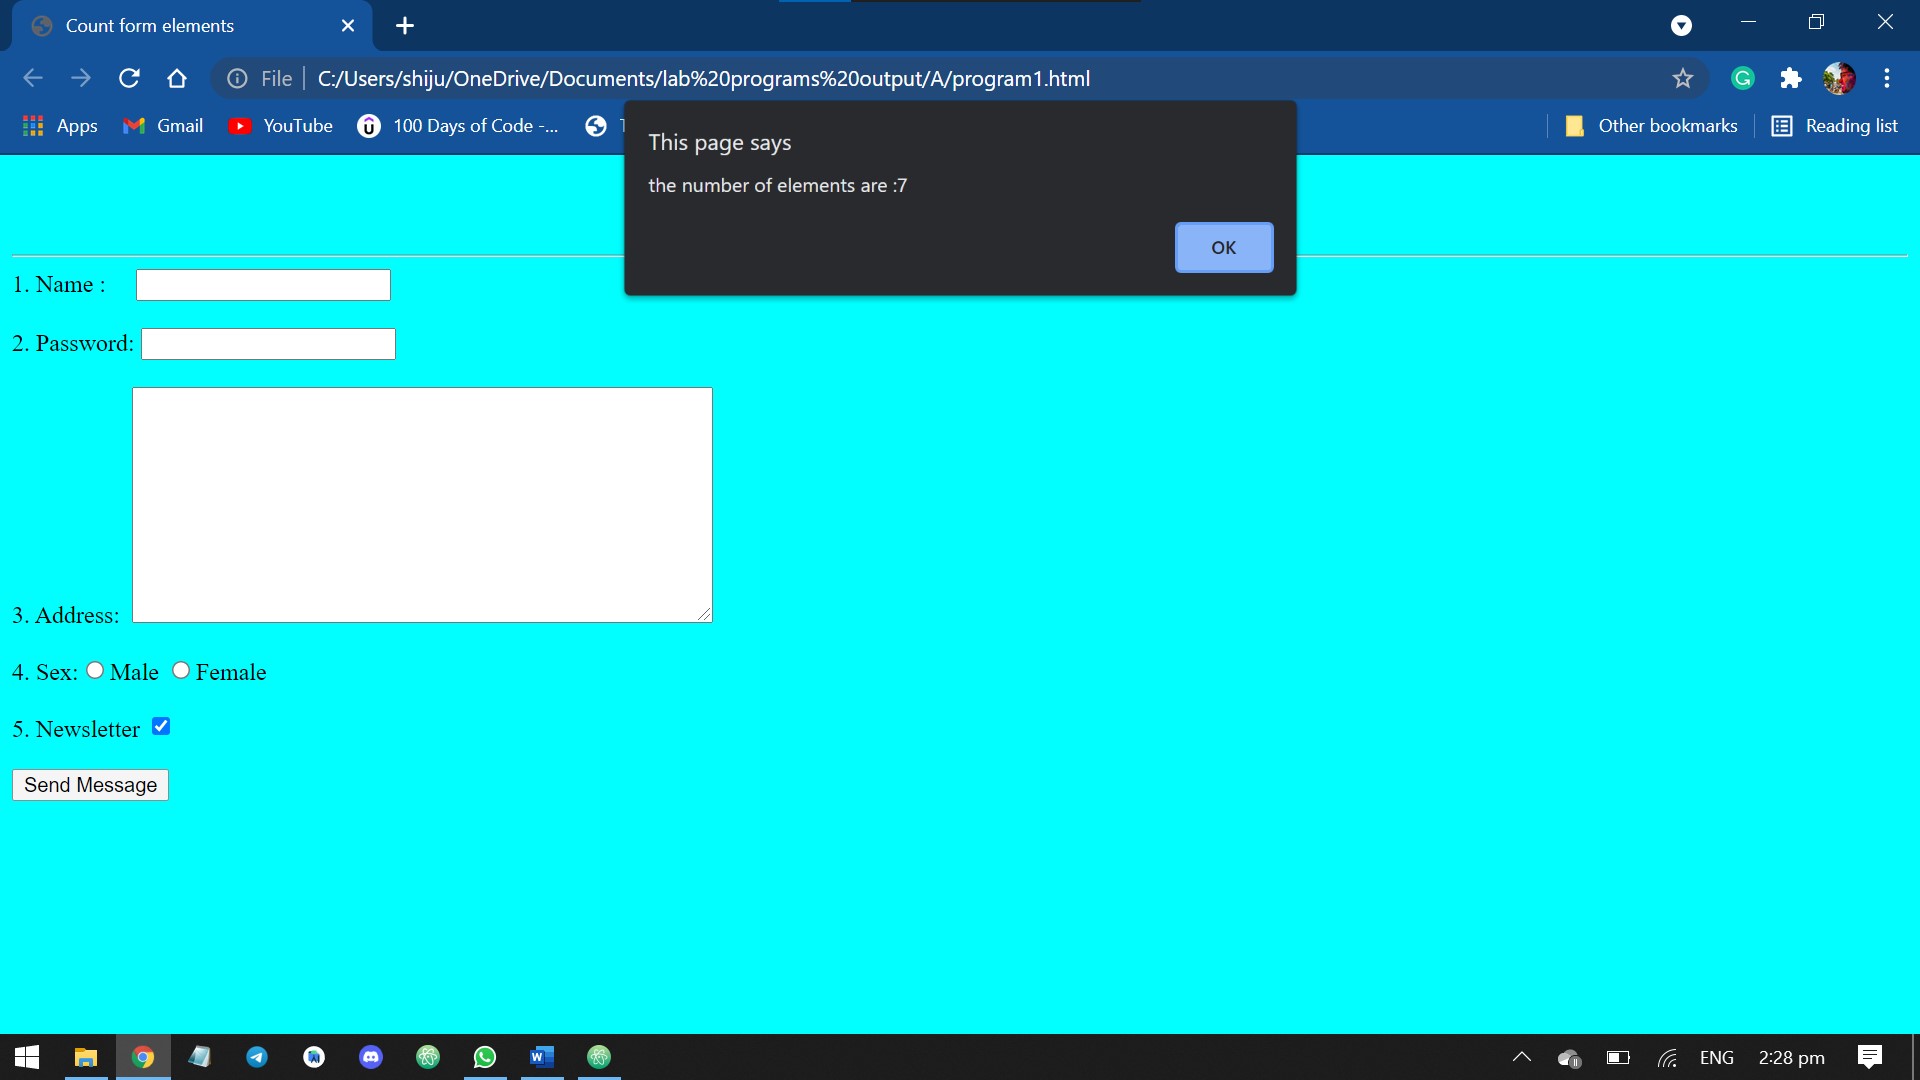 Count form elements
File C:/Users/shiju/OneDrive/Documents/lab%20programs%20output/A/program1.html
Apps Gmail YouTube 100 Days of Code -... Other bookmarks Reading list
This page says
the number of elements are :7
OK
1. Name :
2. Password:
3. Address:
4. Sex: Male Female
5. Newsletter
Send Message
ENG 2:28 pm